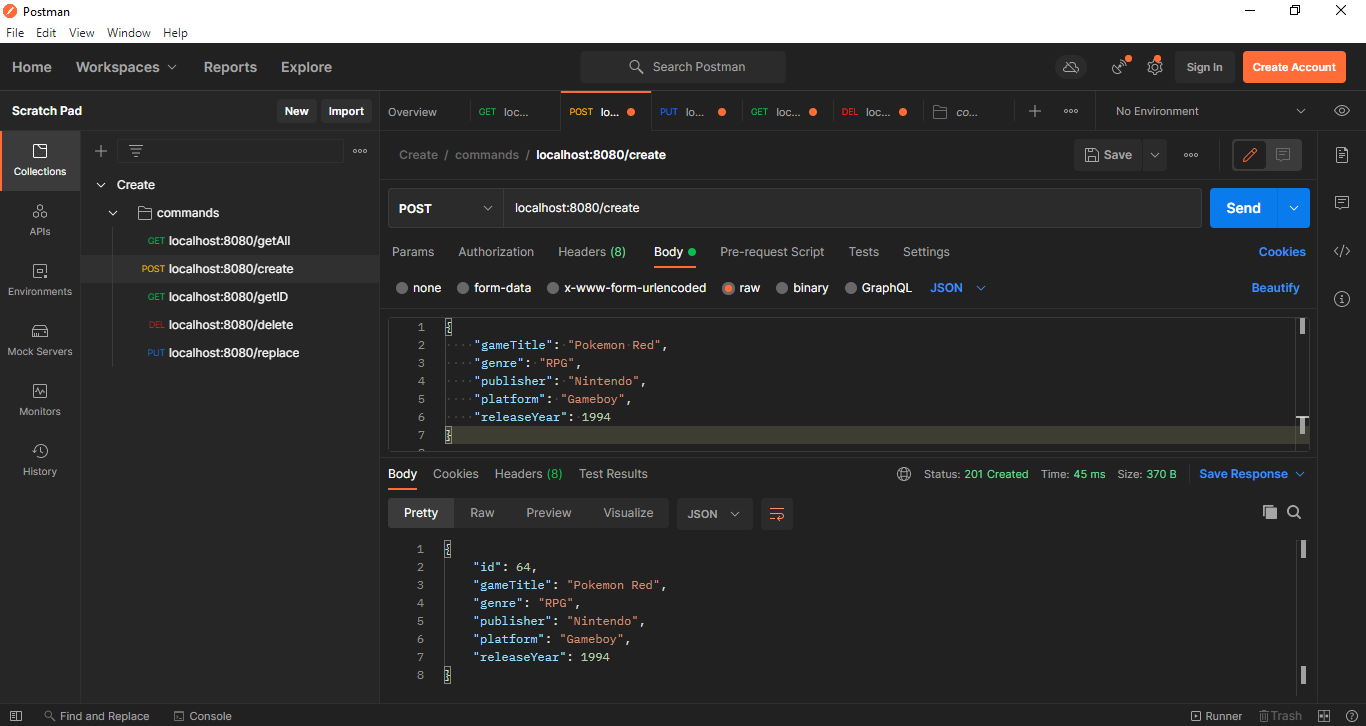 Postman
File Edit View Window Help
Home Workspaces Reports Explore Search Postman Sign In Create Account
Scratch Pad New Import
Overview GET loc... POST lo... PUT lo... GET loc... DEL loc... co... No Environment
Collections
APIs
Environments
Mock Servers
Monitors
History
Create
commands
GET localhost:8080/getAll
POST localhost:8080/create
GET localhost:8080/getID
DEL localhost:8080/delete
PUT localhost:8080/replace
Create / commands / localhost:8080/create Save
POST localhost:8080/create Send
Params Authorization Headers (8) Body Pre-request Script Tests Settings Cookies
none form-data x-www-form-urlencoded raw binary GraphQL JSON Beautify
1 {
2 "gameTitle": "Pokemon Red",
3 "genre": "RPG",
4 "publisher": "Nintendo",
5 "platform": "Gameboy",
6 "releaseYear": 1994
7 }
Body Cookies Headers (8) Test Results Status: 201 Created Time: 45 ms Size: 370 B Save Response
Pretty Raw Preview Visualize JSON
1 {
2 "id": 64,
3 "gameTitle": "Pokemon Red",
4 "genre": "RPG",
5 "publisher": "Nintendo",
6 "platform": "Gameboy",
7 "releaseYear": 1994
8 }
Find and Replace Console Runner Trash